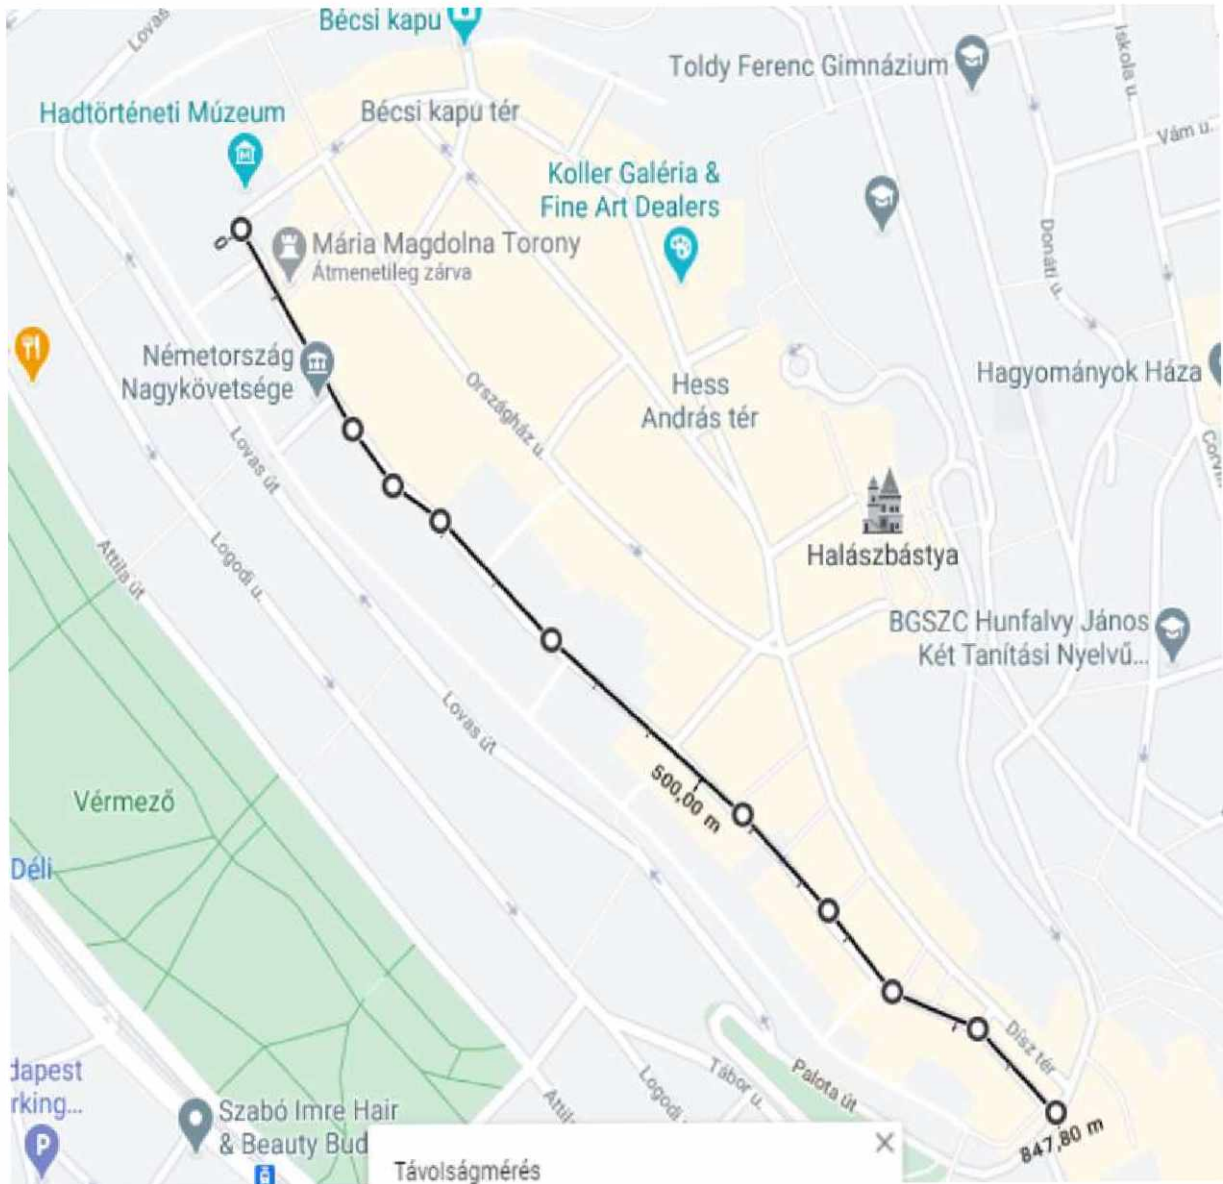 Lovas
Bécsi kapu
Toldy Ferenc Gimnázium
Iskola u.
Hadtörténeti Múzeum
Bécsi kapu tér
Vám u.
Koller Galéria &
Fine Art Dealers
Mária Magdolna Torony
Átmenetileg zárva
0
Donáti u.
Németország
Nagykövetsége
Országház u.
Hess
András tér
Hagyományok Háza
Lovas út
Corvin
Attila út
Logodi u.
Halászbástya
BGSZC Hunfalvy János
Két Tanítási Nyelvű...
Lovas út
Vérmező
500,00 m
Déli
Dísz tér
dapest
rking...
P
Szabó Imre Hair
& Beauty Bud
Attila
Logodi
Tábor u.
Palota út
847,80 m
Távolságmérés